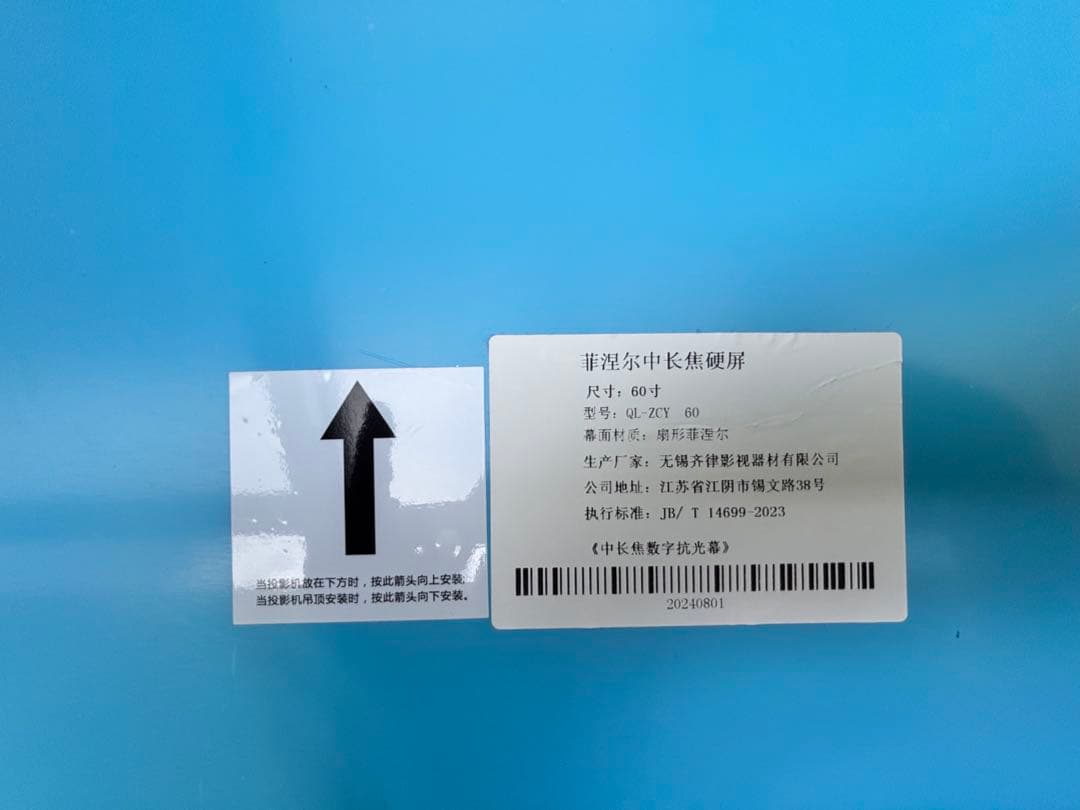 当投影机放在下方时，按此箭头向上安装;
当投影机吊顶安装时，按此箭头向下安装。
菲涅尔中长焦硬屏
尺寸：60寸
型号：QL-ZCY 60
幕面材质：扇形菲涅尔
生产厂家：无锡齐律影视器材有限公司
公司地址：江苏省江阴市锡文路38号
执行标准：JB/ T 14699-2023
《中长焦数字抗光幕》
20240801